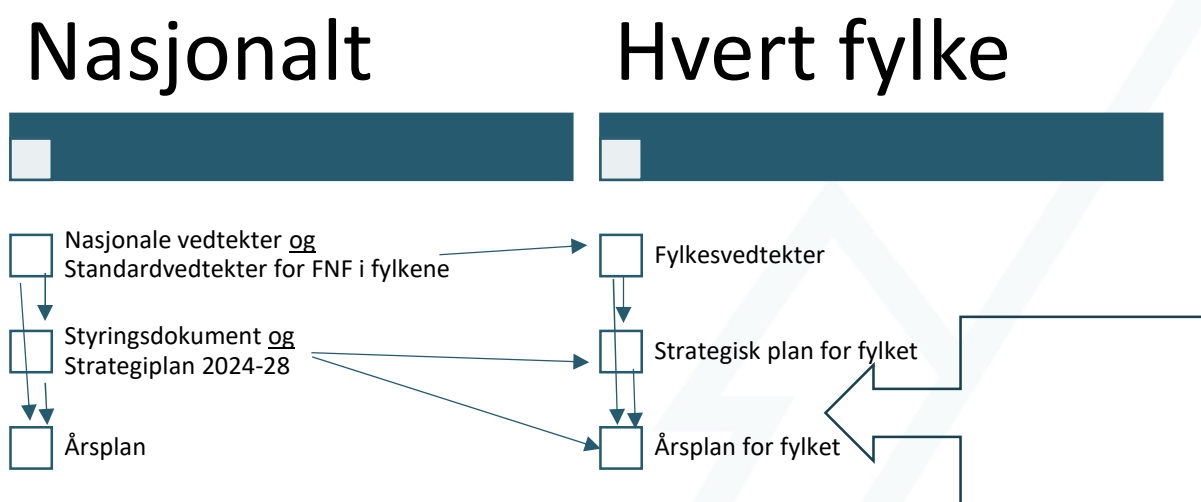 Nasjonalt
Nasjonale vedtekter og
Standardvedtekter for FNF i fylkene
Styringsdokument og
Strategiplan 2024-28
Årsplan
Hvert fylke
Fylkesvedtekter
Strategisk plan for fylket
Årsplan for fylket